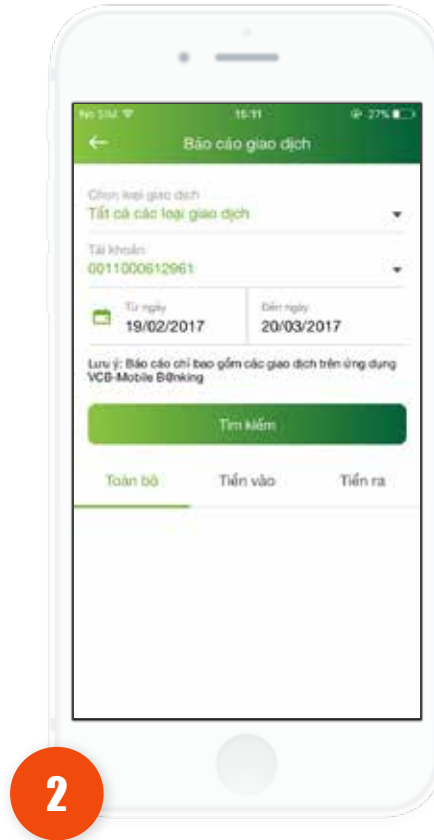 No SIM 15:11 27%
Báo cáo giao dịch
Chọn loại giao dịch
Tất cả các loại giao dịch
Tài khoản
0011000612961
Từ ngày Đến ngày
19/02/2017 20/03/2017
Lưu ý: Báo cáo chỉ bao gồm các giao dịch trên ứng dụng
VCB-Mobile B@nking
Tìm kiếm
Toàn bộ Tiền vào Tiền ra
2